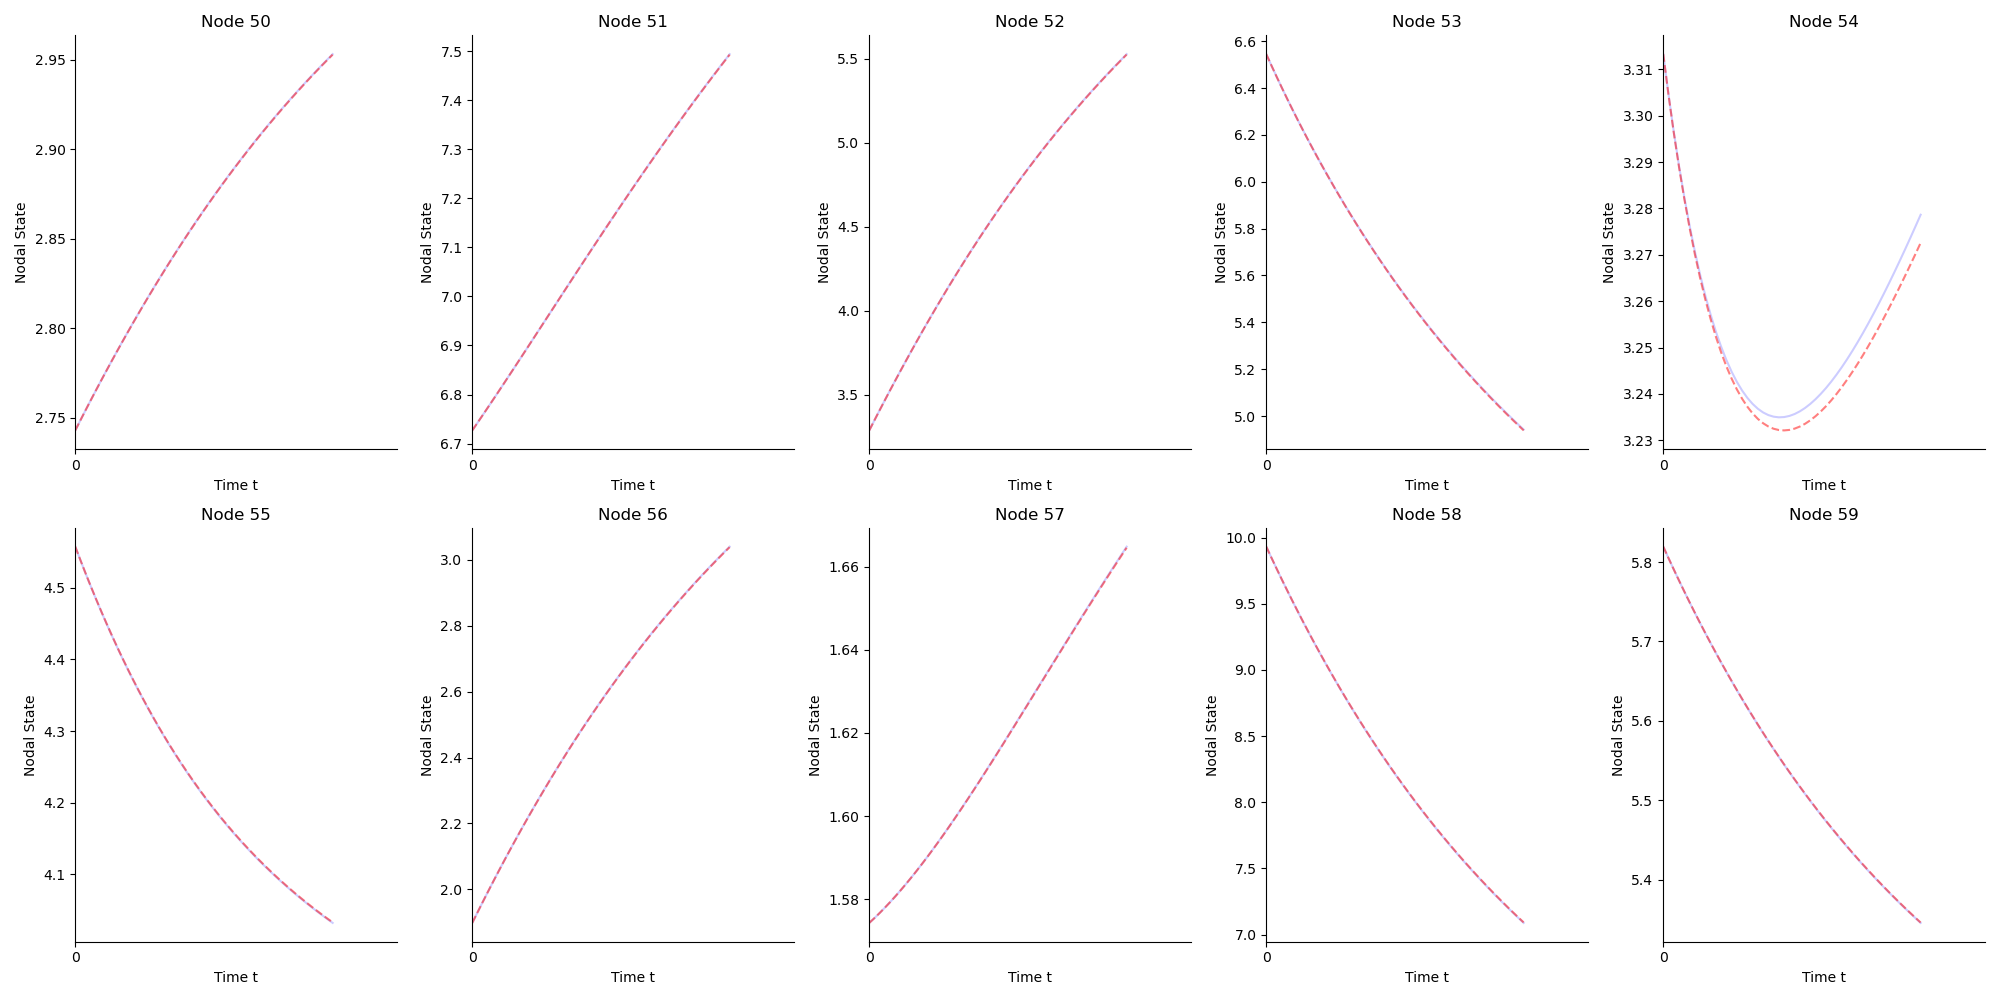 Node 50
Nodal State
2.95
2.90
2.85
2.80
2.75
0
Time t
Node 51
Nodal State
7.5
7.4
7.3
7.2
7.1
7.0
6.9
6.8
6.7
0
Time t
Node 52
Nodal State
5.5
5.0
4.5
4.0
3.5
0
Time t
Node 53
Nodal State
6.6
6.4
6.2
6.0
5.8
5.6
5.4
5.2
5.0
0
Time t
Node 54
Nodal State
3.31
3.30
3.29
3.28
3.27
3.26
3.25
3.24
3.23
0
Time t
Node 55
Nodal State
4.5
4.4
4.3
4.2
4.1
0
Time t
Node 56
Nodal State
3.0
2.8
2.6
2.4
2.2
2.0
0
Time t
Node 57
Nodal State
1.66
1.64
1.62
1.60
1.58
0
Time t
Node 58
Nodal State
10.0
9.5
9.0
8.5
8.0
7.5
7.0
0
Time t
Node 59
Nodal State
5.8
5.7
5.6
5.5
5.4
0
Time t